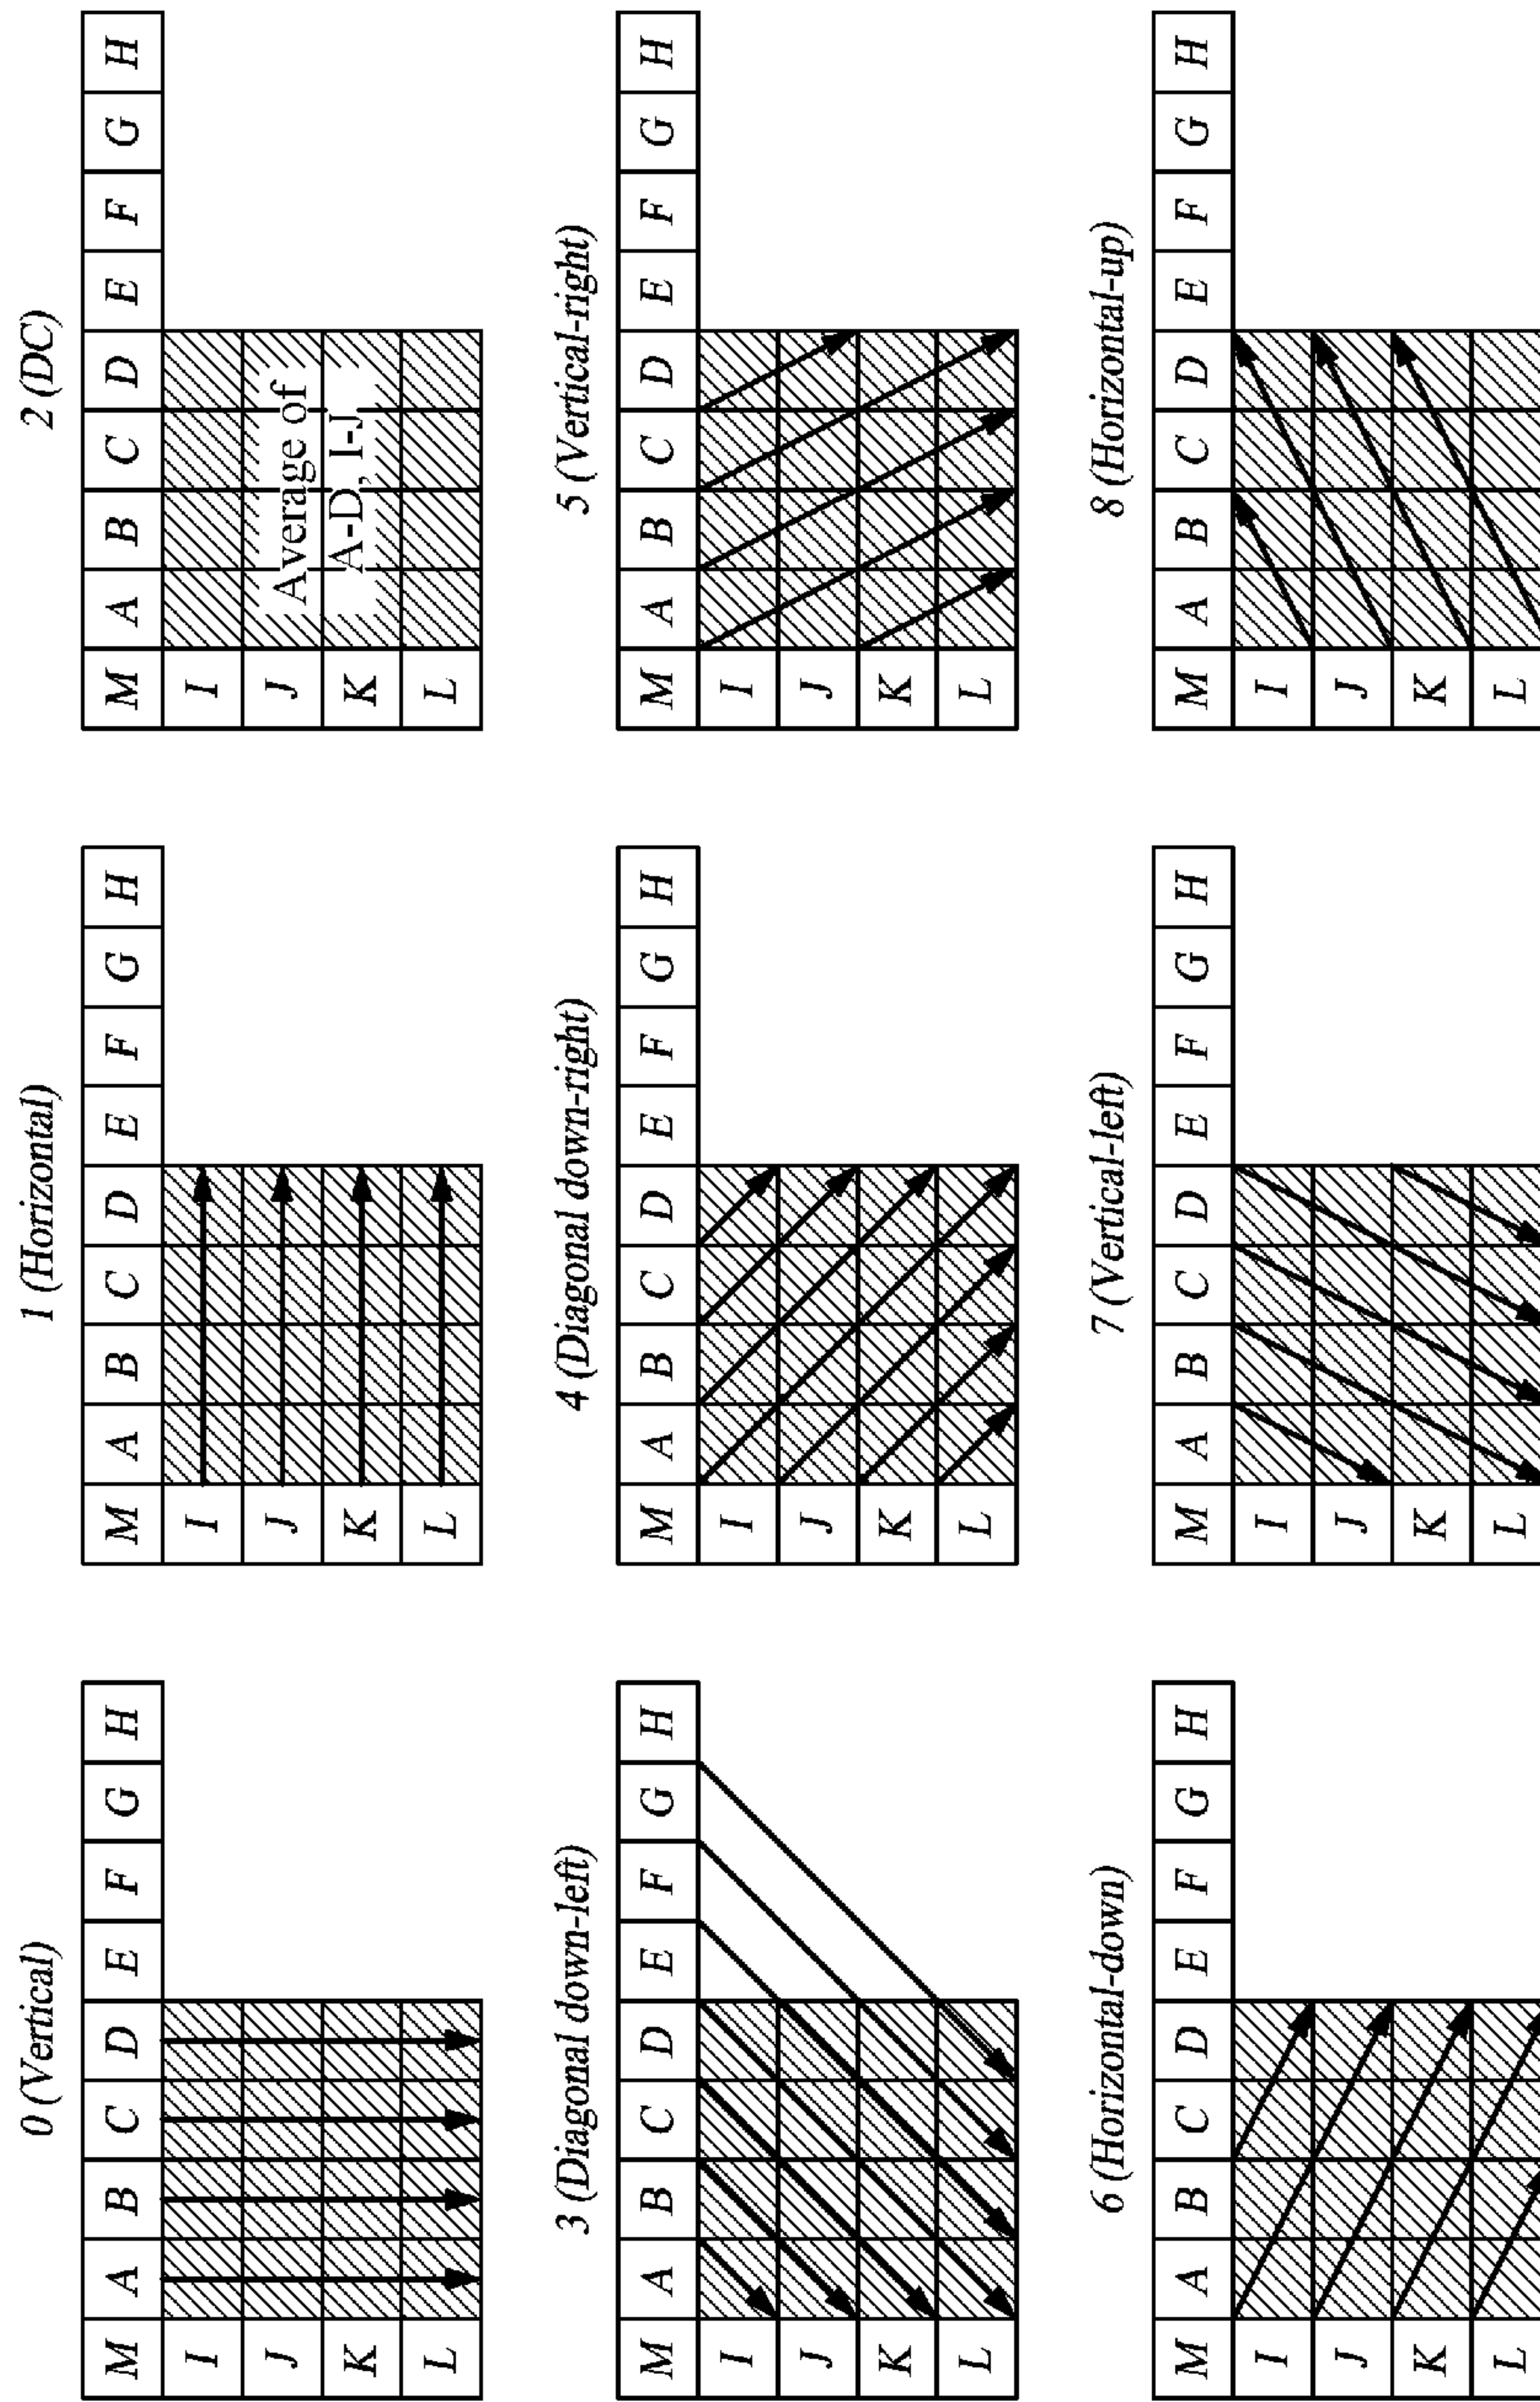 0 (Vertical)
M A B C D E F G H
I
J
K
L
1 (Horizontal)
M A B C D E F G H
I
J
K
L
2 (DC)
M A B C D E F G H
I
J
K
L
Average of
A-D, I-J
3 (Diagonal down-left)
M A B C D E F G H
I
J
K
L
4 (Diagonal down-right)
M A B C D E F G H
I
J
K
L
5 (Vertical-right)
M A B C D E F G H
I
J
K
L
6 (Horizontal-down)
M A B C D E F G H
I
J
K
L
7 (Vertical-left)
M A B C D E F G H
I
J
K
L
8 (Horizontal-up)
M A B C D E F G H
I
J
K
L